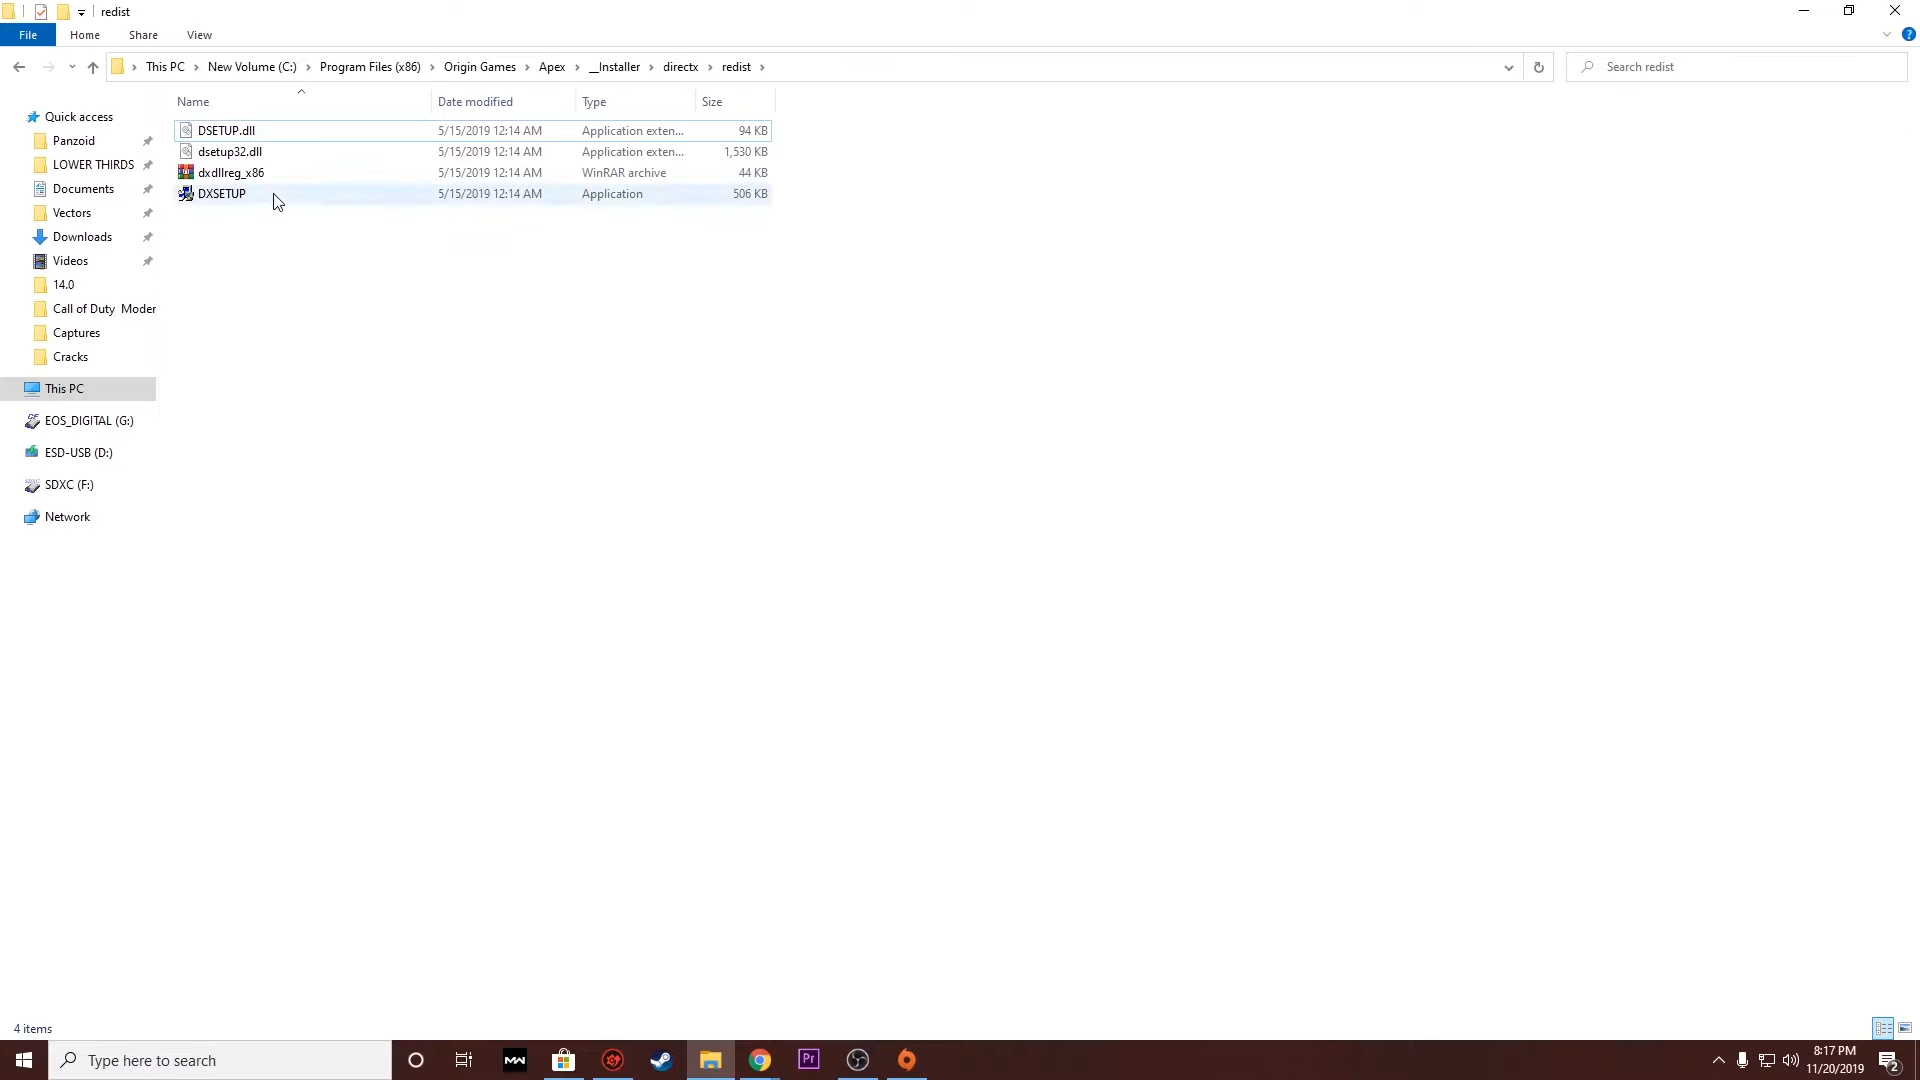 redist
File Home Share View
This PC New Volume (C:) Program Files (x86) Origin Games Apex __Installer directx redist Search redist
Name Date modified Type Size
DSETUP.dll 5/15/2019 12:14 AM Application exten... 94 KB
dsetup32.dll 5/15/2019 12:14 AM Application exten... 1,530 KB
dxdllreg_x86 5/15/2019 12:14 AM WinRAR archive 44 KB
DXSETUP 5/15/2019 12:14 AM Application 506 KB
Quick access
Panzoid
LOWER THIRDS
Documents
Vectors
Downloads
Videos
14.0
Call of Duty Moder
Captures
Cracks
This PC
EOS_DIGITAL (G:)
ESD-USB (D:)
SDXC (F:)
Network
4 items
Type here to search
MW
Pr
8:17 PM
11/20/2019
2